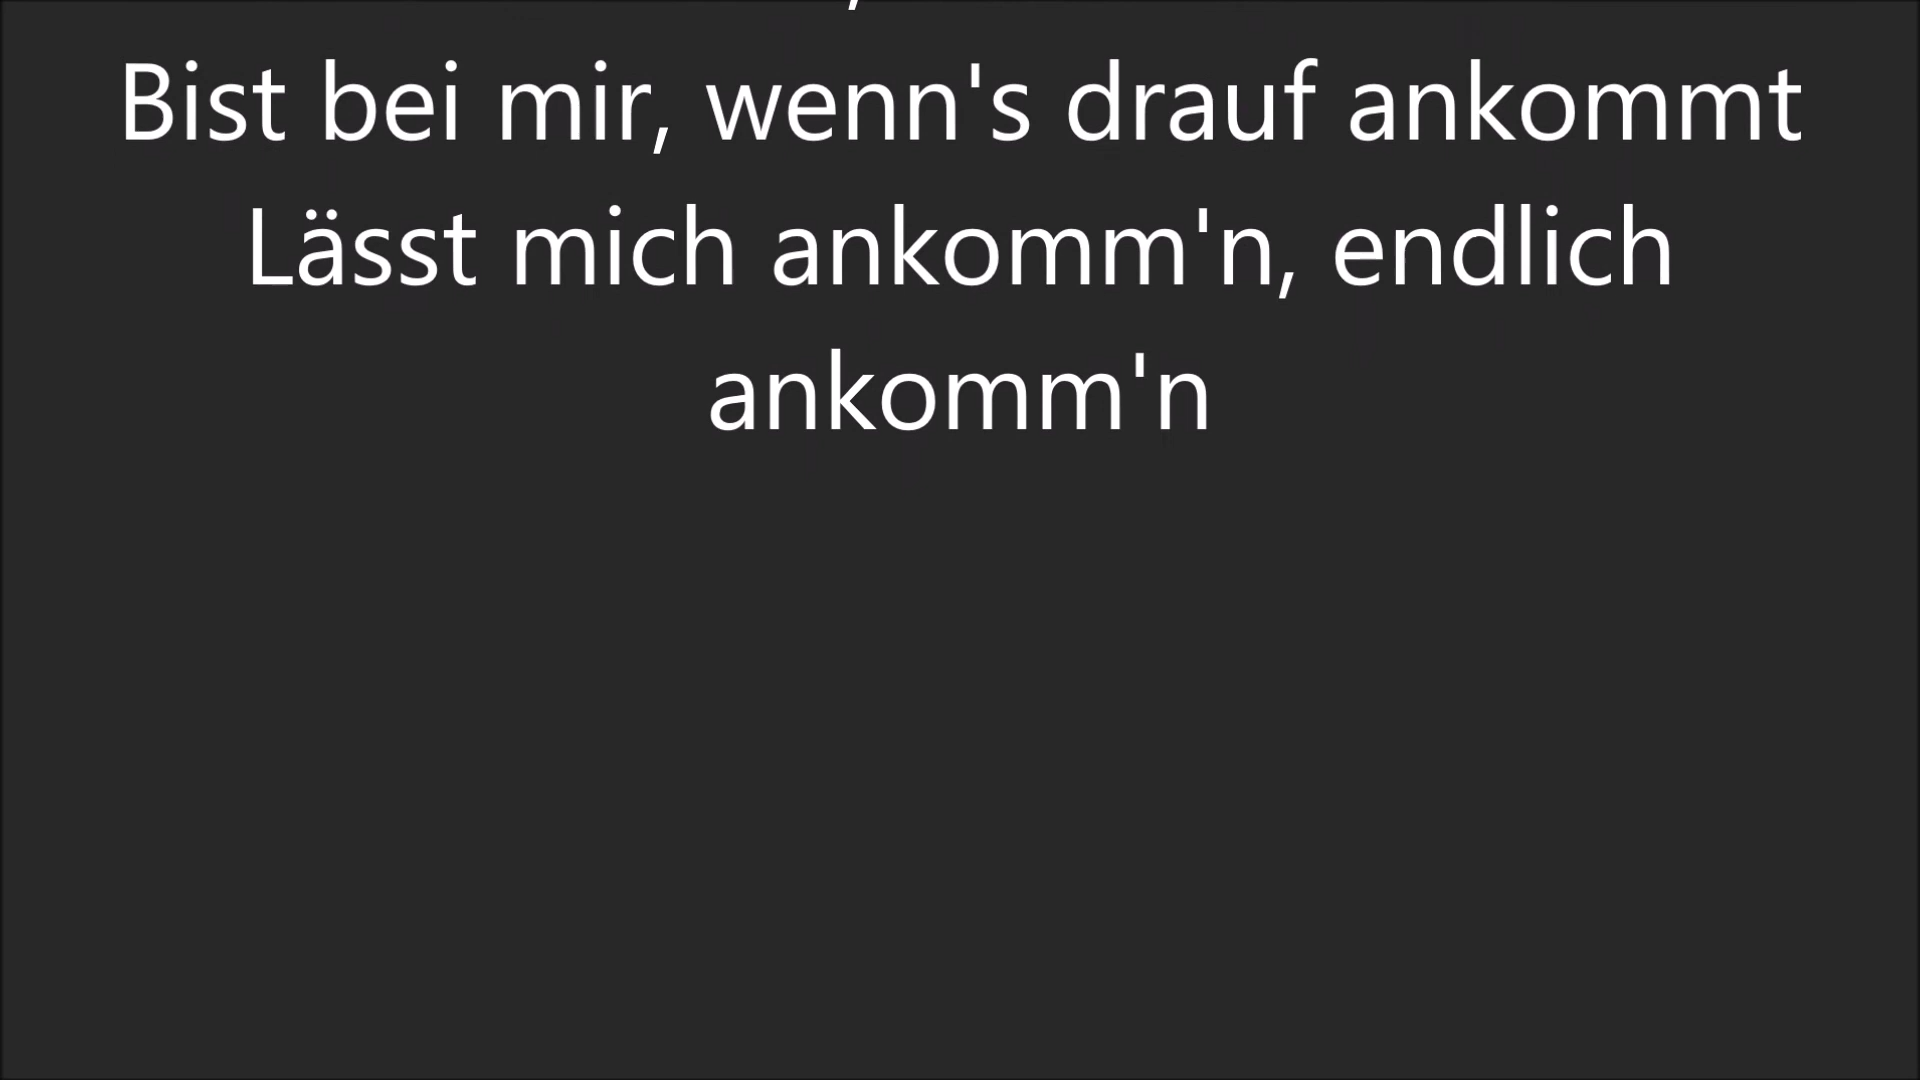 Bist bei mir, wenn's drauf ankommt
Lässt mich ankomm'n, endlich
ankomm'n